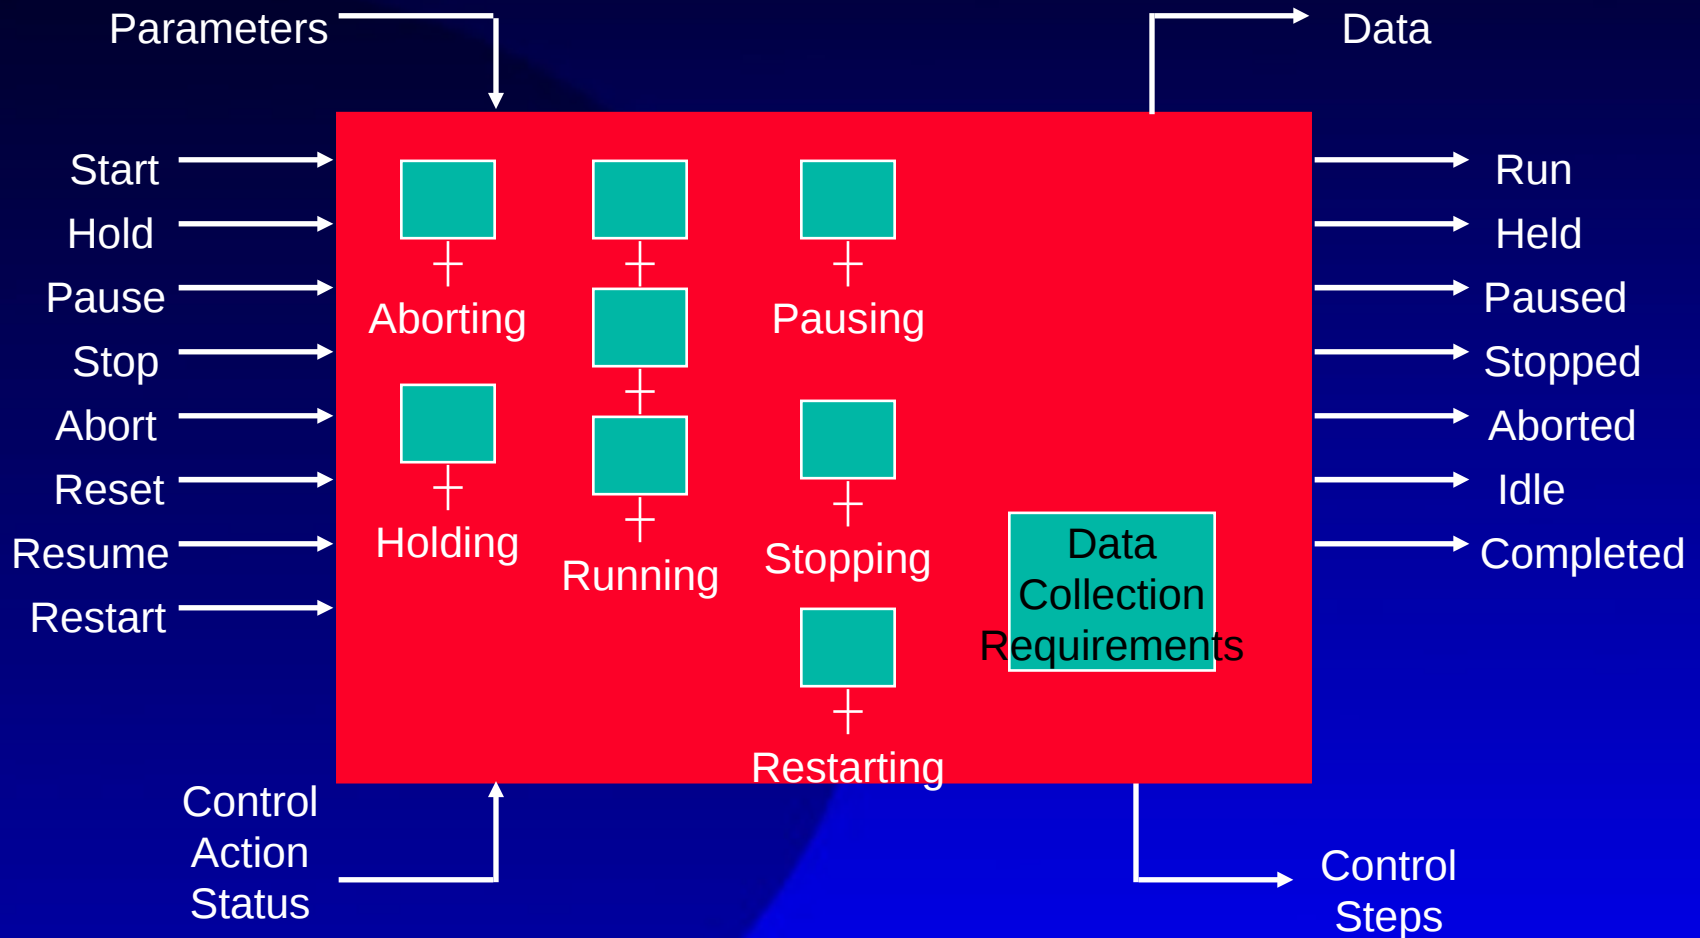 Parameters
Data
Start
Hold
Pause
Stop
Abort
Reset
Resume
Restart
Aborting
Holding
Running
Pausing
Stopping
Restarting
Data
Collection
Requirements
Run
Held
Paused
Stopped
Aborted
Idle
Completed
Control
Action
Status
Control
Steps